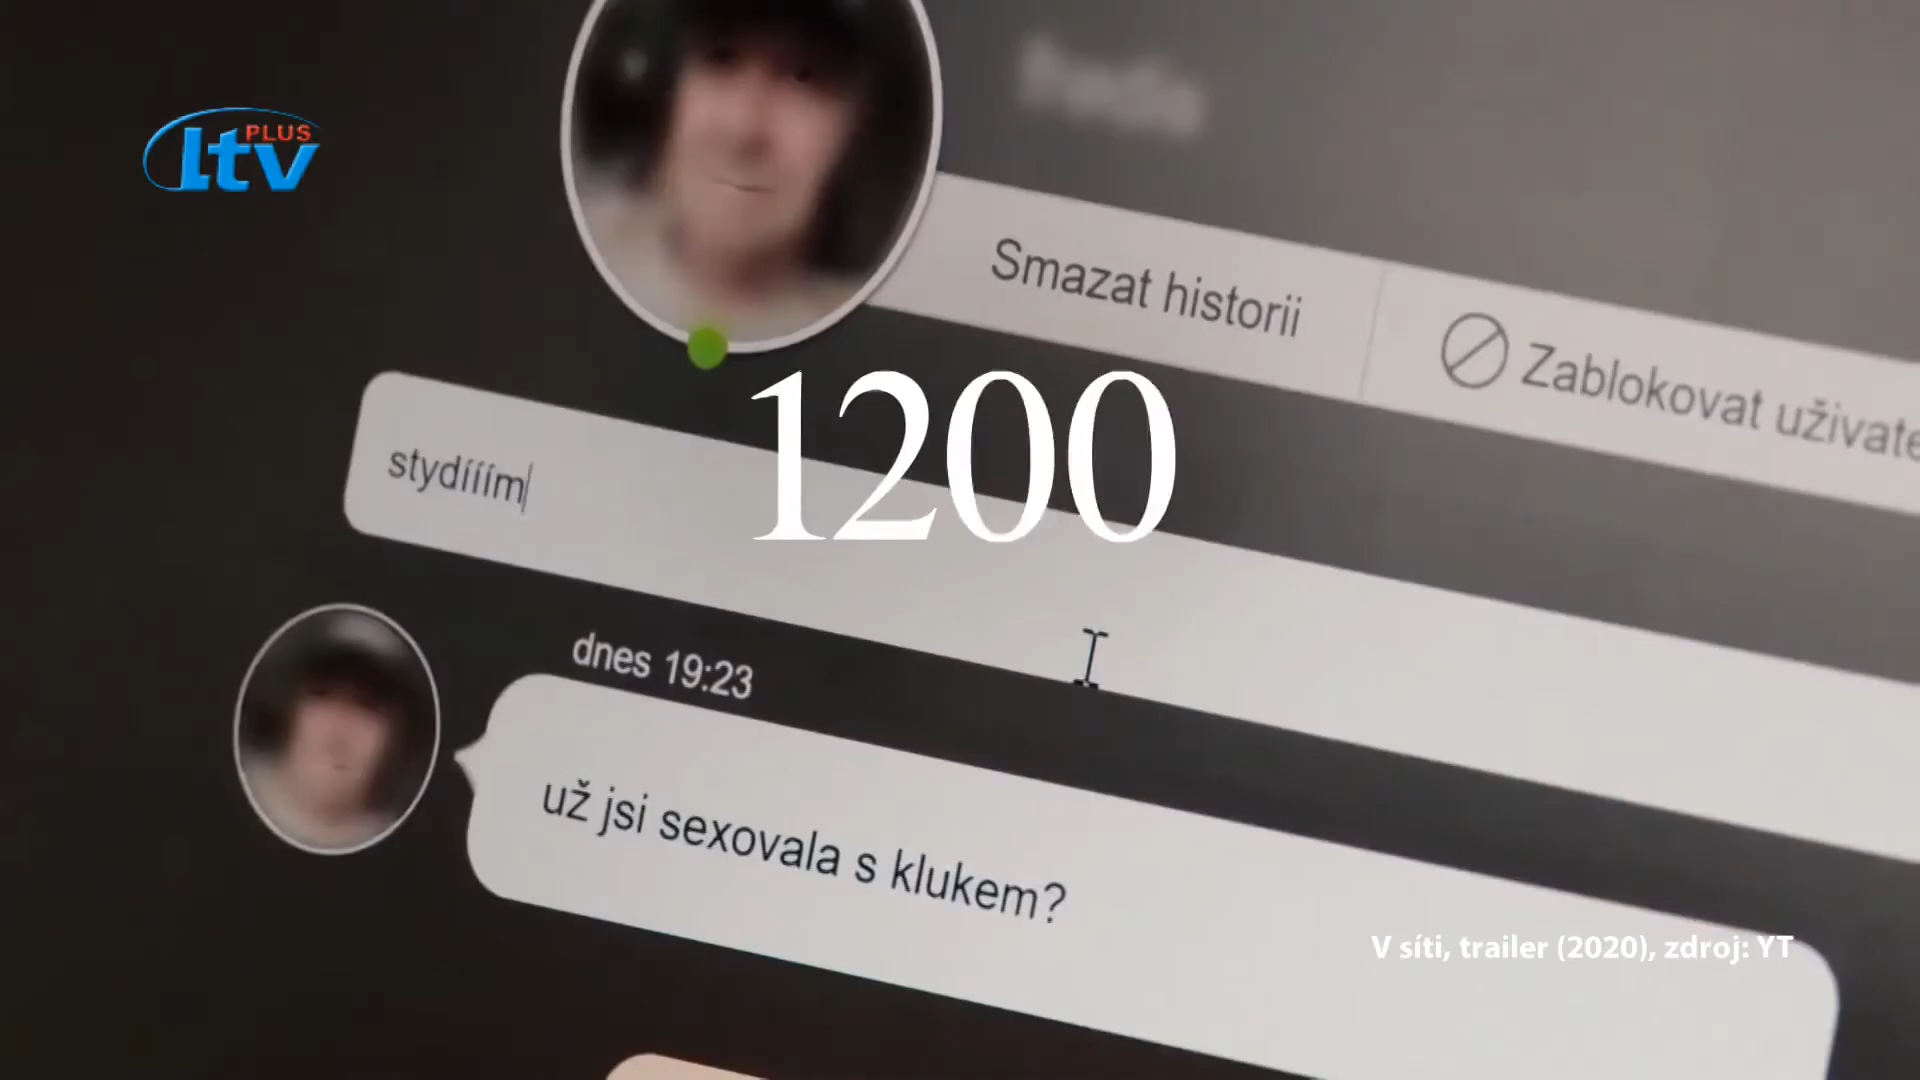 ltv PLUS
Smazat historii
Zablokovat uživate
1200
stydííím
dnes 19:23
už jsi sexovala s klukem?
V síti, trailer (2020), zdroj: YT